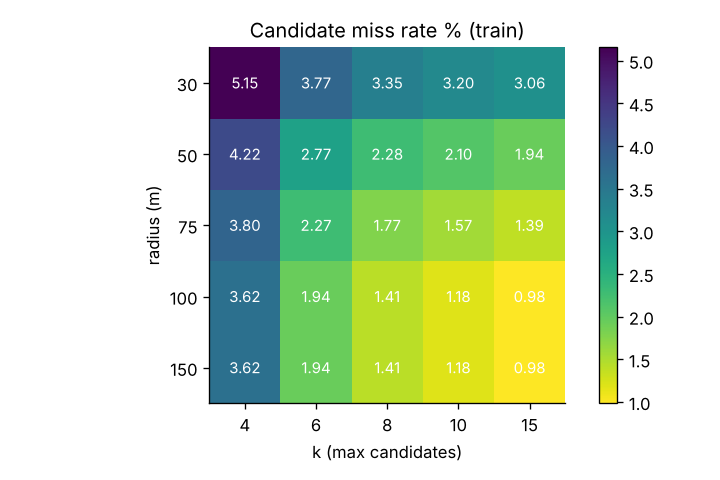 Candidate miss rate % (train)
30 5.15 3.77 3.35 3.20 3.06
50 4.22 2.77 2.28 2.10 1.94
75 3.80 2.27 1.77 1.57 1.39
100 3.62 1.94 1.41 1.18 0.98
150 3.62 1.94 1.41 1.18 0.98
4 6 8 10 15
k (max candidates)
radius (m)
5.0
4.5
4.0
3.5
3.0
2.5
2.0
1.5
1.0